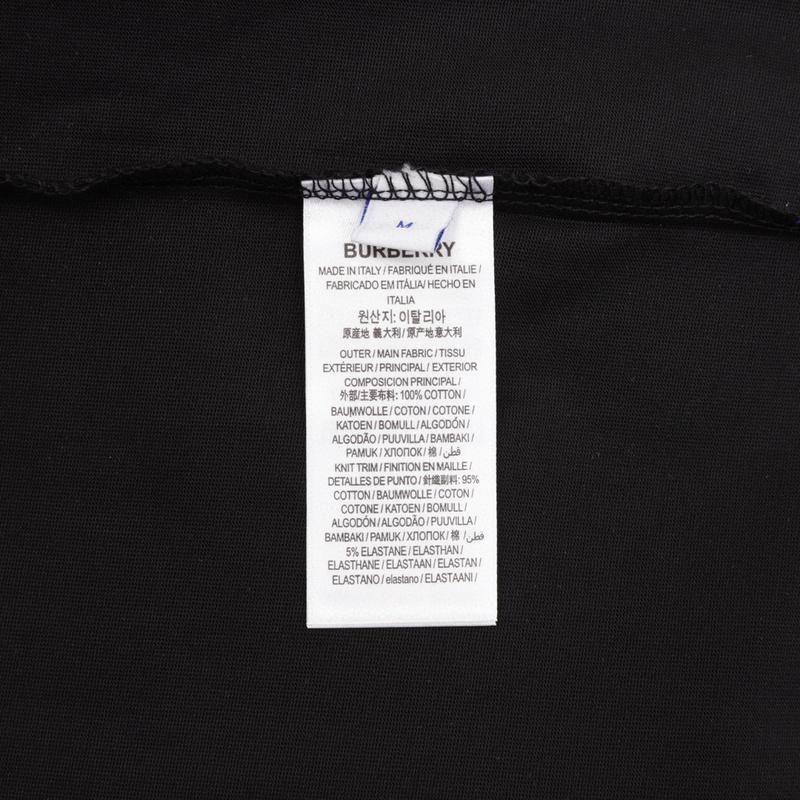 M
BURBERRY
MADE IN ITALY / FABRIQUÉ EN ITALIE /
FABRICADO EM ITÁLIA/ HECHO EN
ITALIA
원산지: 이탈리아
原産地 義大利 / 原产地意大利
OUTER / MAIN FABRIC / TISSU
EXTÉRIEUR / PRINCIPAL / EXTERIOR
COMPOSICION PRINCIPAL /
外部/主要布料: 100% COTTON /
BAUMWOLLE / COTON / COTONE /
KATOEN / BOMULL / ALGODÓN /
ALGODÃO / PUUVILLA / BAMBAKI /
PAMUK / ХЛОПОК / 棉 / قطن/
KNIT TRIM / FINITION EN MAILLE /
DETALLES DE PUNTO / 針織副料: 95%
COTTON / BAUMWOLLE / COTON /
COTONE / KATOEN / BOMULL /
ALGODÓN / ALGODÃO / PUUVILLA /
BAMBAKI / PAMUK / ХЛОПОК / 棉 / قطن/
5% ELASTANE / ELASTHAN /
ELASTHANE / ELASTAAN / ELASTAN /
ELASTANO / elastano / ELASTAANI /